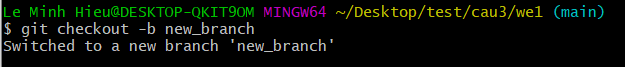 Le Minh Hieu@DESKTOP-QKIT9OM MINGW64 ~/Desktop/test/cau3/we1 (main)
$ git checkout -b new_branch
Switched to a new branch 'new_branch'